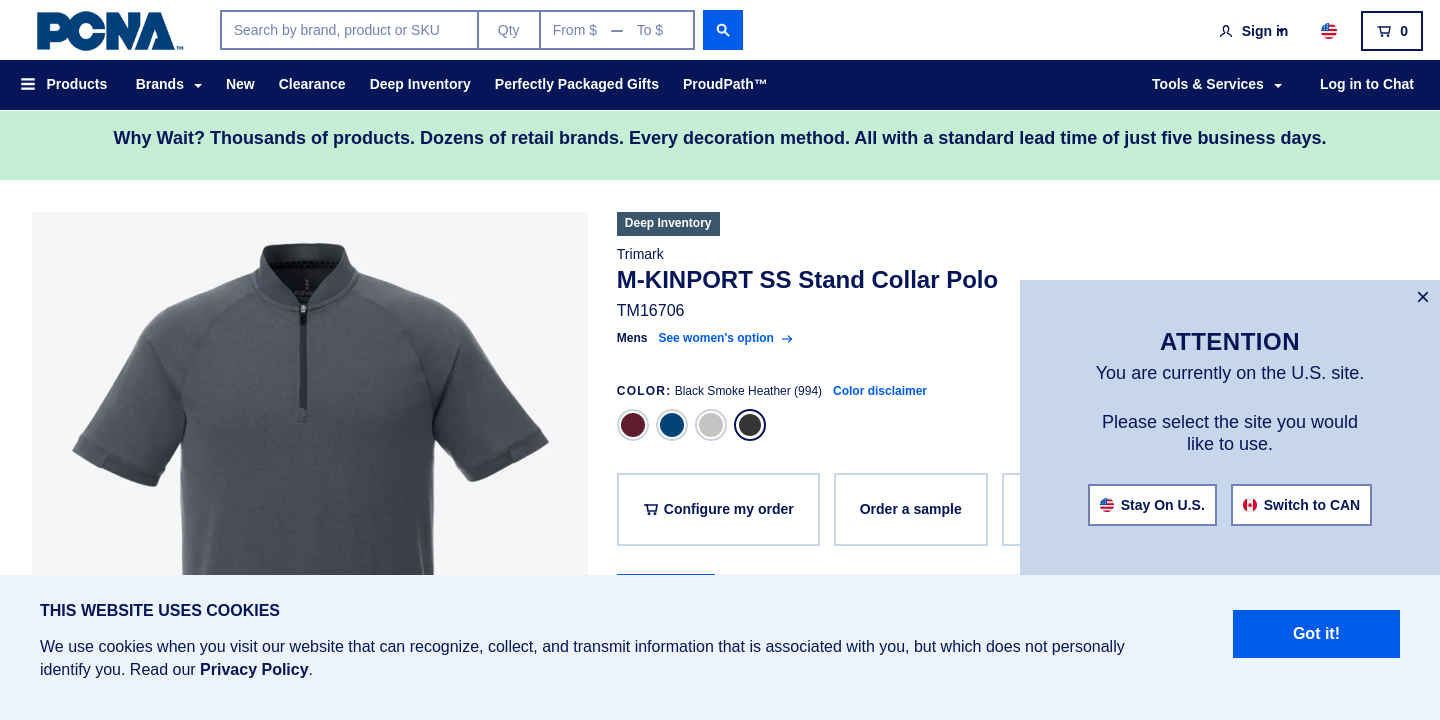 PCNA™
Search by brand, product or SKU
Qty
From $ — To $
Sign in
0
Products
Brands
New
Clearance
Deep Inventory
Perfectly Packaged Gifts
ProudPath™
Tools & Services
Log in to Chat
Why Wait? Thousands of products. Dozens of retail brands. Every decoration method. All with a standard lead time of just five business days.
Deep Inventory
Trimark
M-KINPORT SS Stand Collar Polo
TM16706
Mens See women's option →
COLOR: Black Smoke Heather (994) Color disclaimer
Configure my order
Order a sample
×
ATTENTION
You are currently on the U.S. site.
Please select the site you would
like to use.
Stay On U.S.
Switch to CAN
THIS WEBSITE USES COOKIES
We use cookies when you visit our website that can recognize, collect, and transmit information that is associated with you, but which does not personally
identify you. Read our Privacy Policy.
Got it!